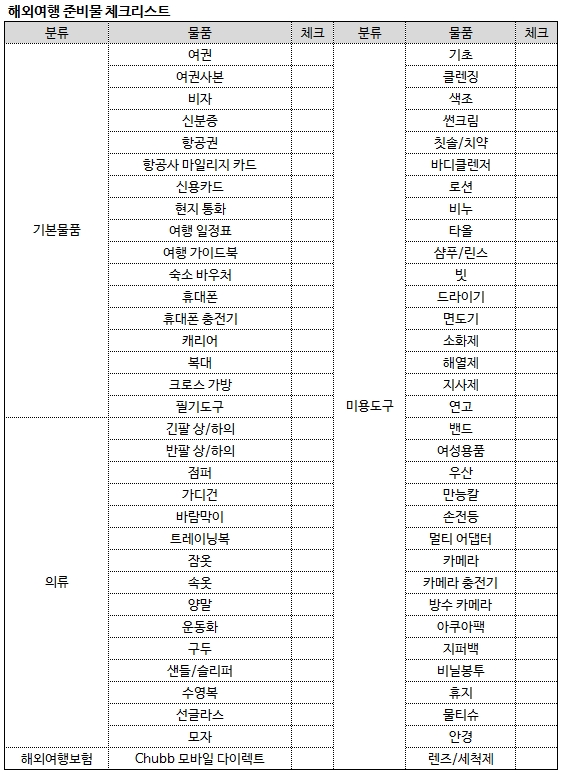 해외여행 준비물 체크리스트
분류 물품 체크 분류 물품 체크
여권 기초
여권사본 클렌징
비자 색조
신분증 썬크림
항공권 칫솔/치약
항공사 마일리지 카드 바디클렌저
신용카드 로션
현지 통화 비누
기본물품 여행 일정표 타올
여행 가이드북 샴푸/린스
숙소 바우처 빗
휴대폰 드라이기
휴대폰 충전기 면도기
캐리어 소화제
복대 해열제
크로스 가방 지사제
필기도구 미용도구 연고
긴팔 상/하의 밴드
반팔 상/하의 여성용품
점퍼 우산
가디건 만능칼
바람막이 손전등
트레이닝복 멀티 어댑터
잠옷 카메라
의류 속옷 카메라 충전기
양말 방수 카메라
운동화 아쿠아팩
구두 지퍼백
샌들/슬리퍼 비닐봉투
수영복 휴지
선글라스 물티슈
모자 안경
해외여행보험 Chubb 모바일 다이렉트 렌즈/세척제